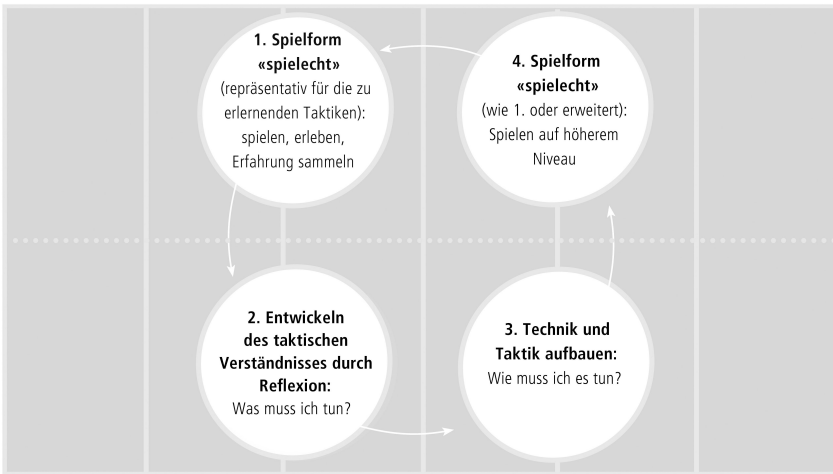 1. Spielform
«spielecht»
(repräsentativ für die zu
erlernenden Taktiken):
spielen, erleben,
Erfahrung sammeln
2. Entwickeln
des taktischen
Verständnisses durch
Reflexion:
Was muss ich tun?
3. Technik und
Taktik aufbauen:
Wie muss ich es tun?
4. Spielform
«spielecht»
(wie 1. oder erweitert):
Spielen auf höherem
Niveau